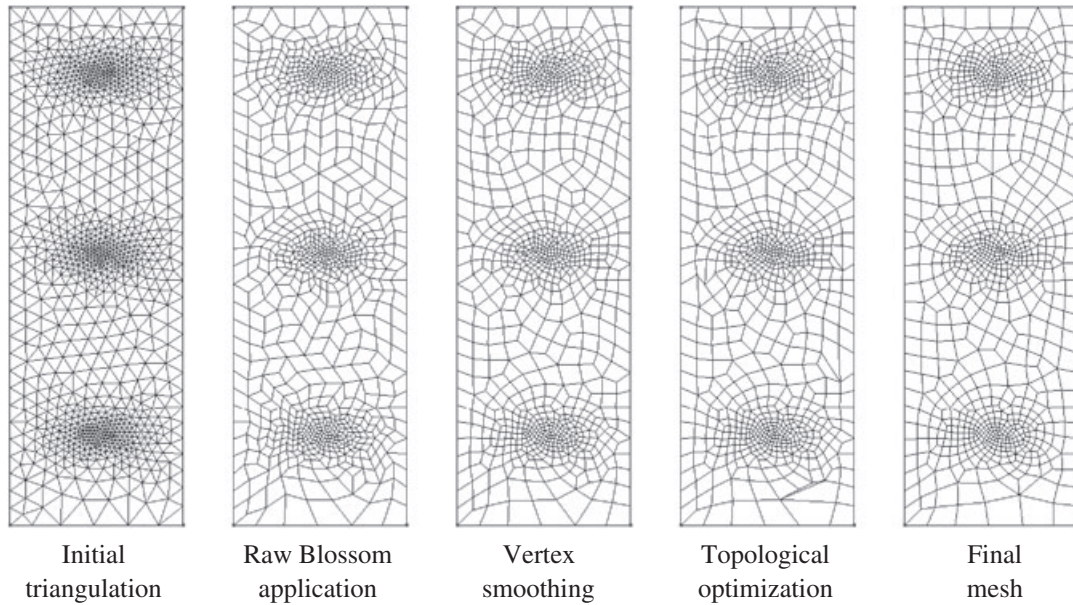 Initial
triangulation
Raw Blossom
application
Vertex
smoothing
Topological
optimization
Final
mesh